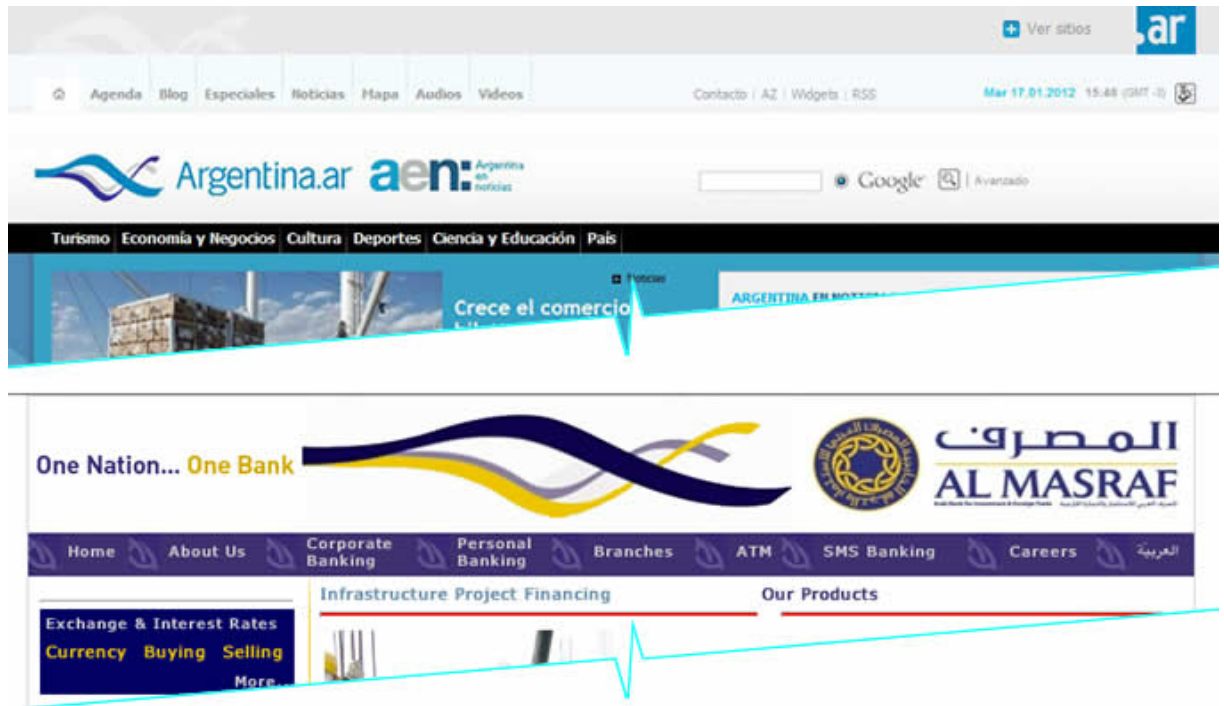 Ver sitios
.ar
Agenda Blog Especiales Noticias Mapa Audios Videos
Contacto | AZ | Widgets | RSS
Mar 17.01.2012 15:48 (GMT -3)
Argentina.ar aen: Argentina en noticias
Google Avanzado
Turismo Economía y Negocios Cultura Deportes Ciencia y Educación País
Noticias
Crece el comercio
ARGENTINA EN
One Nation... One Bank
المصرف
AL MASRAF
Home About Us Corporate Banking Personal Banking Branches ATM SMS Banking Careers العربية
Infrastructure Project Financing
Our Products
Exchange & Interest Rates
Currency Buying Selling
More...